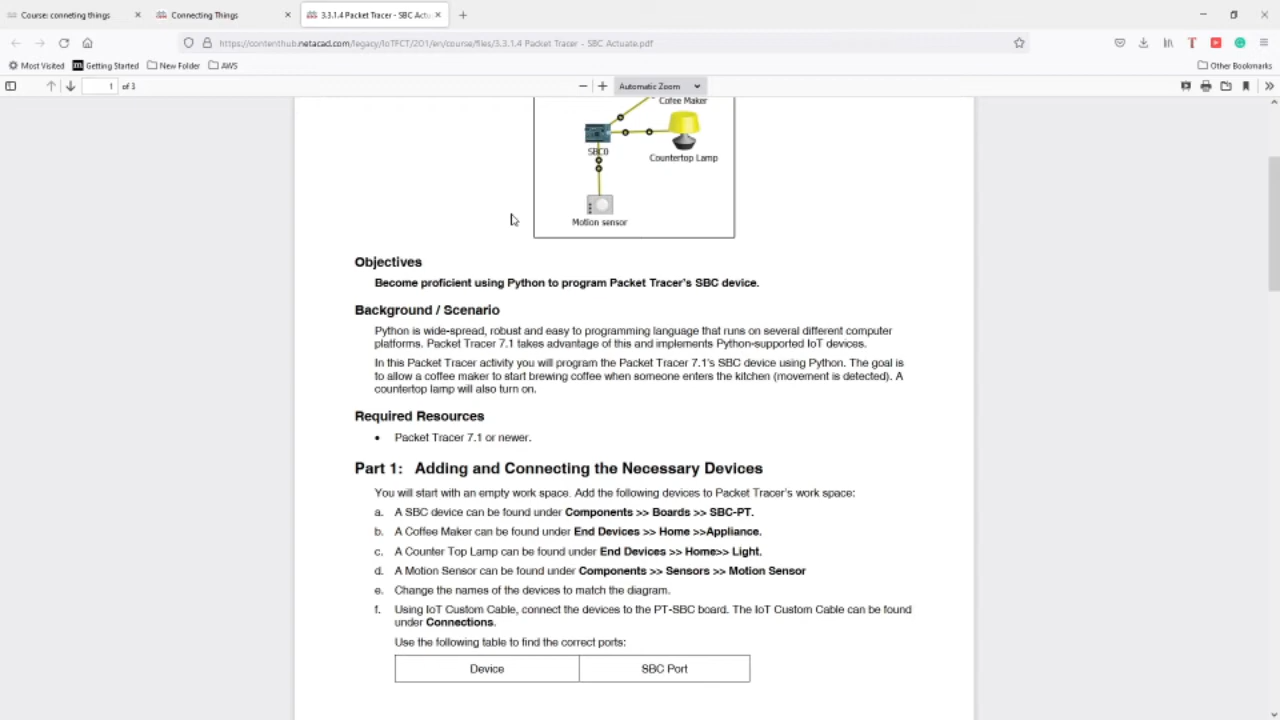 Course: conneting things
Connecting Things
3.3.1.4 Packet Tracer - SBC Actu
https://contenthub.netacad.com/legacy/IoTFCT/201/en/course/files/3.3.1.4 Packet Tracer - SBC Actuate.pdf
Most Visited
Getting Started
New Folder
AWS
Other Bookmarks
1 of 3
Automatic Zoom
Cofee Maker
SBC0
Countertop Lamp
Motion sensor
Objectives
Become proficient using Python to program Packet Tracer's SBC device.
Background / Scenario
Python is wide-spread, robust and easy to programming language that runs on several different computer
platforms. Packet Tracer 7.1 takes advantage of this and implements Python-supported IoT devices.
In this Packet Tracer activity you will program the Packet Tracer 7.1's SBC device using Python. The goal is
to allow a coffee maker to start brewing coffee when someone enters the kitchen (movement is detected). A
countertop lamp will also turn on.
Required Resources
• Packet Tracer 7.1 or newer.
Part 1: Adding and Connecting the Necessary Devices
You will start with an empty work space. Add the following devices to Packet Tracer's work space:
a. A SBC device can be found under Components >> Boards >> SBC-PT.
b. A Coffee Maker can be found under End Devices >> Home >>Appliance.
c. A Counter Top Lamp can be found under End Devices >> Home>> Light.
d. A Motion Sensor can be found under Components >> Sensors >> Motion Sensor
e. Change the names of the devices to match the diagram.
f. Using IoT Custom Cable, connect the devices to the PT-SBC board. The IoT Custom Cable can be found
under Connections.
Use the following table to find the correct ports:
Device
SBC Port